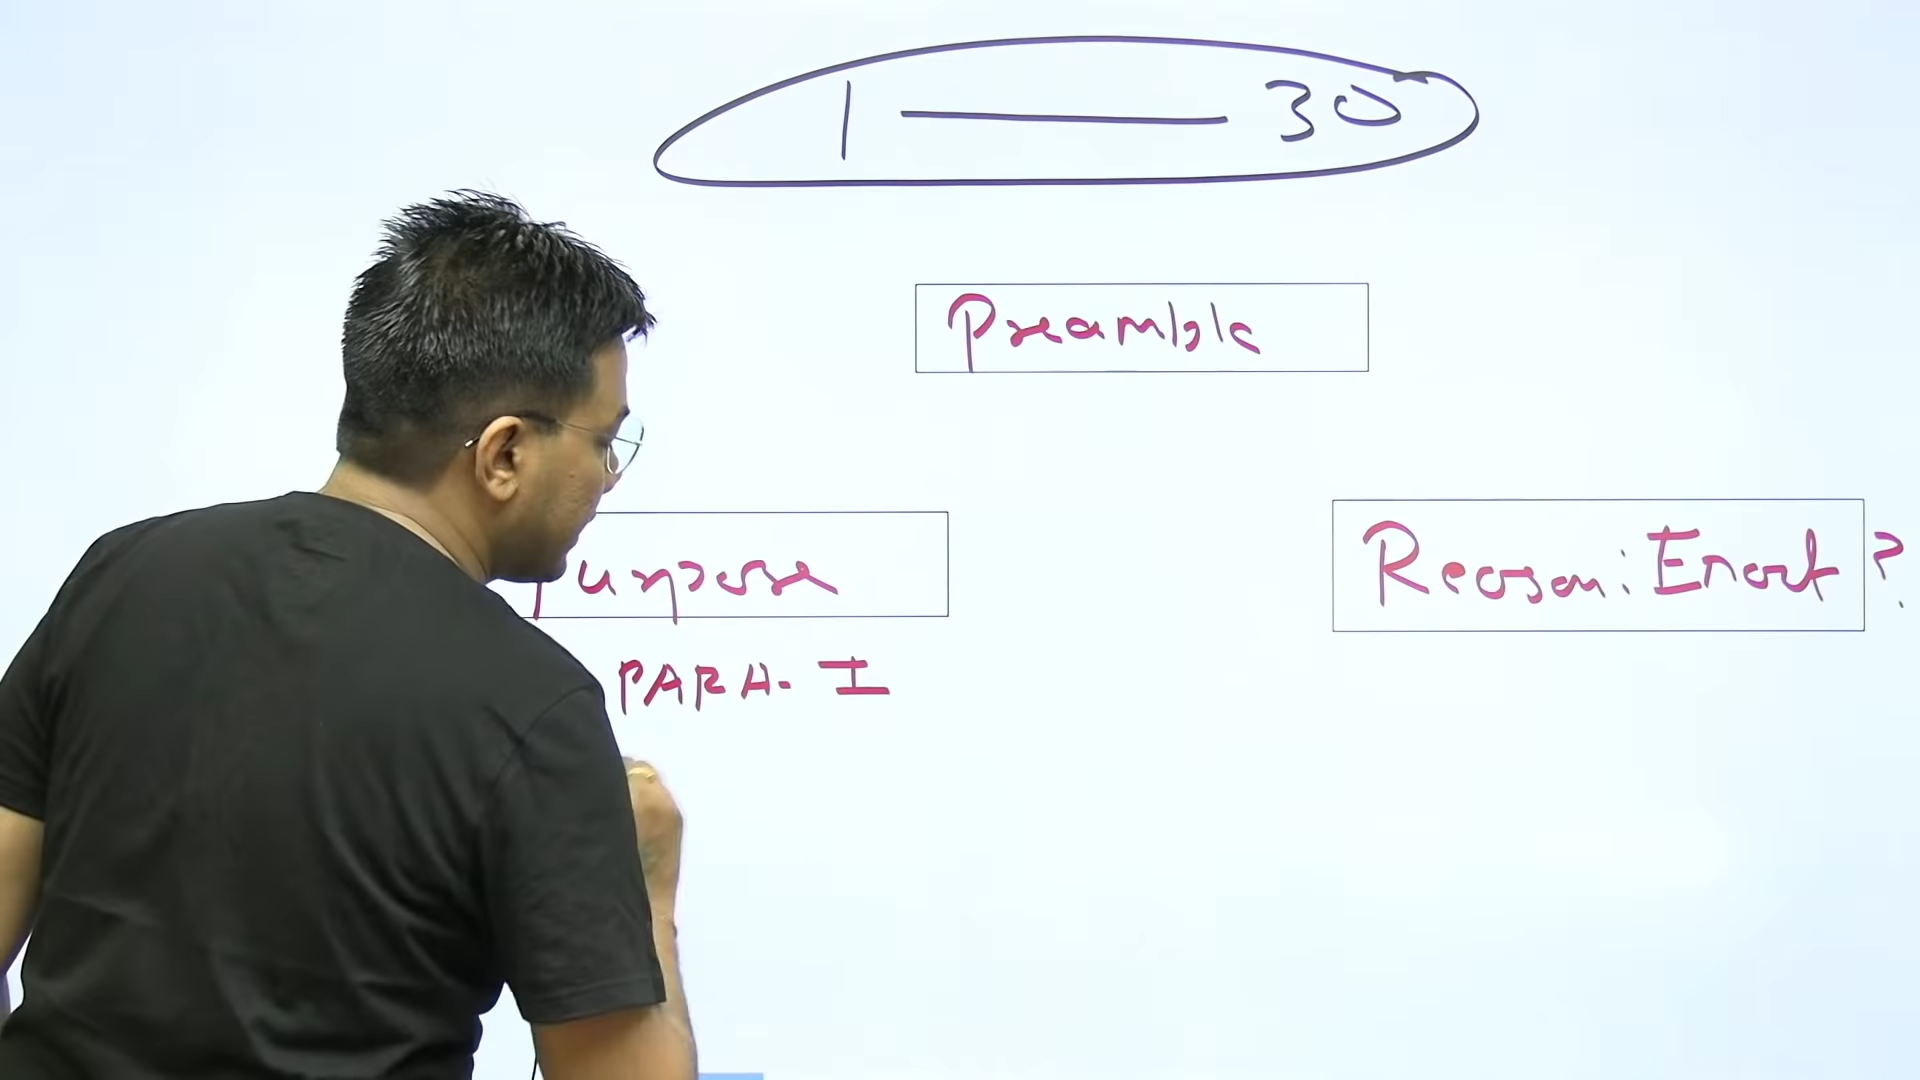 1 — 30
Preamble
Purpose
Reason: Enact ?
PARA- I